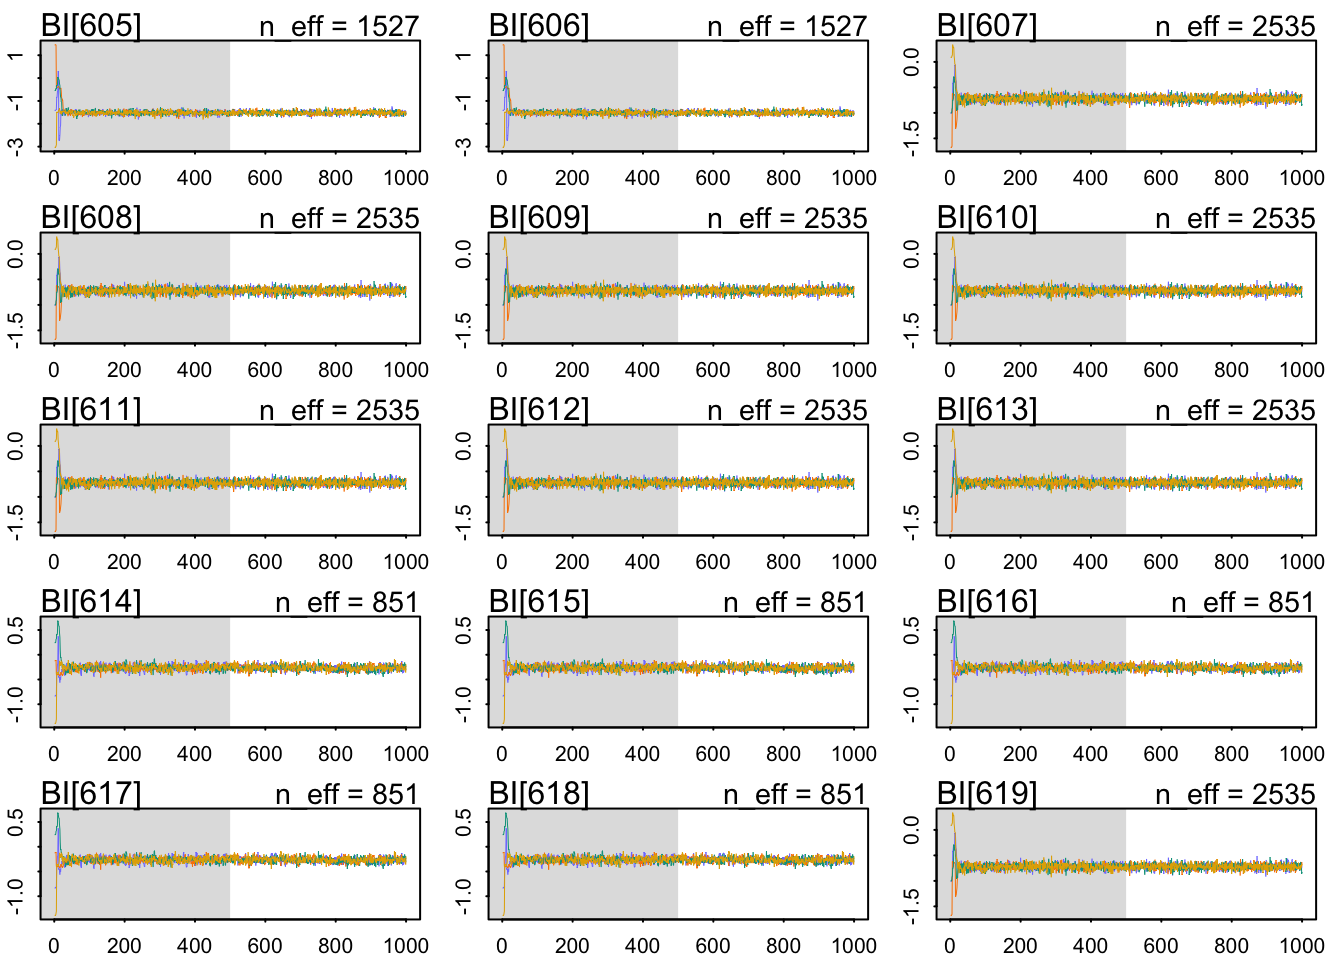 BI[605] n_eff = 1527 BI[606] n_eff = 1527 BI[607] n_eff = 2535
1 -1 -3 1 -1 -3 0.0 -1.5
0 200 400 600 800 1000 0 200 400 600 800 1000 0 200 400 600 800 1000
BI[608] n_eff = 2535 BI[609] n_eff = 2535 BI[610] n_eff = 2535
0.0 -1.5 0.0 -1.5 0.0 -1.5
0 200 400 600 800 1000 0 200 400 600 800 1000 0 200 400 600 800 1000
BI[611] n_eff = 2535 BI[612] n_eff = 2535 BI[613] n_eff = 2535
0.0 -1.5 0.0 -1.5 0.0 -1.5
0 200 400 600 800 1000 0 200 400 600 800 1000 0 200 400 600 800 1000
BI[614] n_eff = 851 BI[615] n_eff = 851 BI[616] n_eff = 851
0.5 -1.0 0.5 -1.0 0.5 -1.0
0 200 400 600 800 1000 0 200 400 600 800 1000 0 200 400 600 800 1000
BI[617] n_eff = 851 BI[618] n_eff = 851 BI[619] n_eff = 2535
0.5 -1.0 0.5 -1.0 0.0 -1.5
0 200 400 600 800 1000 0 200 400 600 800 1000 0 200 400 600 800 1000